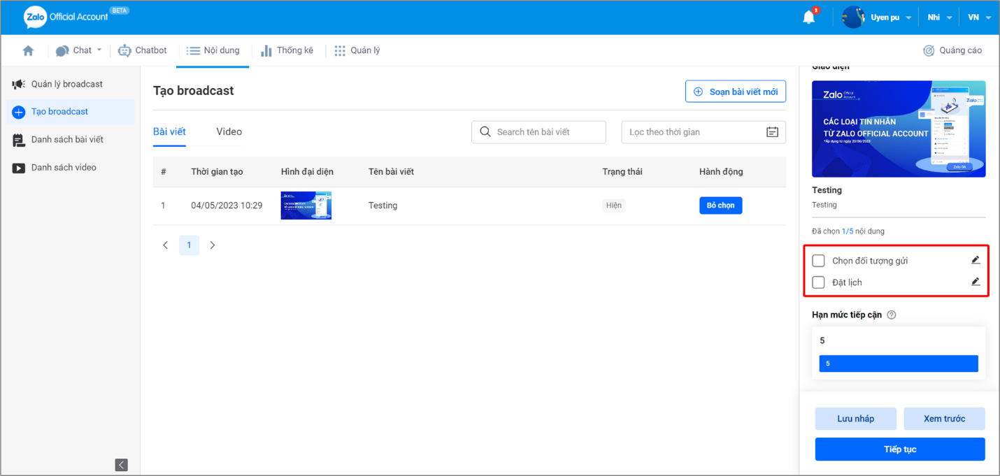 Zalo Official Account BETA
1
Uyen pu
Nhi
VN
Chat
Chatbot
Nội dung
Thống kê
Quản lý
Quảng cáo
Quản lý broadcast
Tạo broadcast
Danh sách bài viết
Danh sách video
Tạo broadcast
Soạn bài viết mới
Bài viết
Video
Search tên bài viết
Lọc theo thời gian
# Thời gian tạo Hình đại diện Tên bài viết Trạng thái Hành động
1 04/05/2023 10:29 Testing Hiện Bỏ chọn
1
Giao diện
Zalo Official Account
CÁC LOẠI TIN NHẮN
TỪ ZALO OFFICIAL ACCOUNT
*Áp dụng từ ngày 20/06/2023
Zalo OA
Testing
Testing
Đã chọn 1/5 nội dung
Chọn đối tượng gửi
Đặt lịch
Hạn mức tiếp cận
5
5
Lưu nháp
Xem trước
Tiếp tục